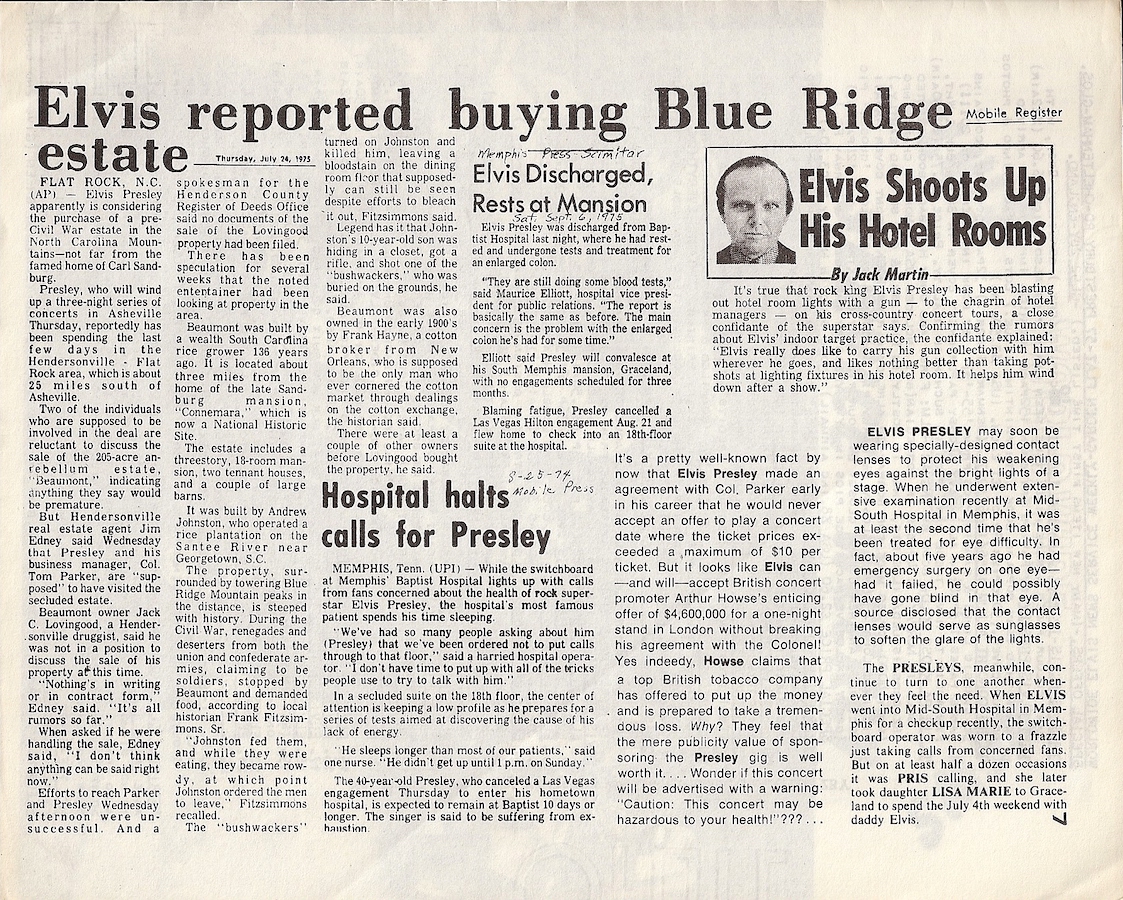 Elvis reported buying Blue Ridge
Mobile Register
estate
Thursday, July 24, 1975
FLAT ROCK, N.C.
(AP) — Elvis Presley
apparently is considering
the purchase of a pre-
Civil War estate in the
North Carolina Moun-
tains—not far from the
famed home of Carl Sand-
burg.
Presley, who will wind
up a three-night series of
concerts in Asheville
Thursday, reportedly has
been spending the last
few days in the
Hendersonville - Flat
Rock area, which is about
25 miles south of
Asheville.
Two of the individuals
who are supposed to be
involved in the deal are
reluctant to discuss the
sale of the 205-acre an-
rebellum estate,
"Beaumont," indicating
anything they say would
be premature.
But Hendersonville
real estate agent Jim
Edney said Wednesday
that Presley and his
business manager, Col.
Tom Parker, are "sup-
posed" to have visited the
secluded estate.
Beaumont owner Jack
C. Lovingood, a Hender-
sonville druggist, said he
was not in a position to
discuss the sale of his
property at this time.
"Nothing's in writing
or in contract form,"
Edney said. "It's all
rumors so far."
When asked if he were
handling the sale, Edney
said, "I don't think
anything can be said right
now."
Efforts to reach Parker
and Presley Wednesday
afternoon were un-
successful. And a
spokesman for the
Henderson County
Register of Deeds Office
said no documents of the
sale of the Lovingood
property had been filed.
There has been
speculation for several
weeks that the noted
entertainer had been
looking at property in the
area.
Beaumont was built by
a wealth South Carolina
rice grower 136 years
ago. It is located about
three miles from the
home of the late Sand-
burg mansion,
"Connemara," which is
now a National Historic
Site.
The estate includes a
threestory, 18-room man-
sion, two tennant houses,
and a couple of large
barns.
It was built by Andrew
Johnston, who operated a
rice plantation on the
Santee River near
Georgetown, S.C.
The property, sur-
rounded by towering Blue
Ridge Mountain peaks in
the distance, is steeped
with history. During the
Civil War, renegades and
deserters from both the
union and confederate ar-
mies, claiming to be
soldiers, stopped by
Beaumont and demanded
food, according to local
historian Frank Fitzsim-
mons. Sr.
"Johnston fed them,
and while they were
eating, they became row-
dy, at which point
Johnston ordered the men
to leave," Fitzsimmons
recalled.
The "bushwackers"
turned on Johnston and
killed him, leaving a
bloodstain on the dining
room floor that supposed-
ly can still be seen
despite efforts to bleach
it out, Fitzsimmons said.
Legend has it that John-
ston's 10-year-old son was
hiding in a closet, got a
rifle, and shot one of the
"bushwackers," who was
buried on the grounds, he
said.
Beaumont was also
owned in the early 1900's
by Frank Hayne, a cotton
broker from New
Orleans, who is supposed
to be the only man who
ever cornered the cotton
market through dealings
on the cotton exchange,
the historian said.
There were at least a
couple of other owners
before Lovingood bought
the property, he said.
Memphis Press-Scimitar
Elvis Discharged,
Rests at Mansion
Sat. Sept. 6, 1975
Elvis Presley was discharged from Bap-
tist Hospital last night, where he had rest-
ed and undergone tests and treatment for
an enlarged colon.
"They are still doing some blood tests,"
said Maurice Elliott, hospital vice presi-
dent for public relations. "The report is
basically the same as before. The main
concern is the problem with the enlarged
colon he's had for some time."
Elliott said Presley will convalesce at
his South Memphis mansion, Graceland,
with no engagements scheduled for three
months.
Blaming fatigue, Presley cancelled a
Las Vegas Hilton engagement Aug. 21 and
flew home to check into an 18th-floor
suite at the hospital.
8-25-74
Mobile Press
Hospital halts
calls for Presley
MEMPHIS, Tenn. (UPI) — While the switchboard
at Memphis' Baptist Hospital lights up with calls
from fans concerned about the health of rock super-
star Elvis Presley, the hospital's most famous
patient spends his time sleeping.
"We've had so many people asking about him
(Presley) that we've been ordered not to put calls
through to that floor," said a harried hospital opera-
tor. "I don't have time to put up with all of the tricks
people use to try to talk with him."
In a secluded suite on the 18th floor, the center of
attention is keeping a low profile as he prepares for a
series of tests aimed at discovering the cause of his
lack of energy.
"He sleeps longer than most of our patients," said
one nurse. "He didn't get up until 1 p.m. on Sunday."
The 40-year-old Presley, who canceled a Las Vegas
engagement Thursday to enter his hometown
hospital, is expected to remain at Baptist 10 days or
longer. The singer is said to be suffering from ex-
haustion.
Elvis Shoots Up
His Hotel Rooms
By Jack Martin
It's true that rock king Elvis Presley has been blasting
out hotel room lights with a gun — to the chagrin of hotel
managers — on his cross-country concert tours, a close
confidante of the superstar says. Confirming the rumors
about Elvis' indoor target practice, the confidante explained:
"Elvis really does like to carry his gun collection with him
wherever he goes, and likes nothing better than taking pot-
shots at lighting fixtures in his hotel room. It helps him wind
down after a show."
It's a pretty well-known fact by
now that Elvis Presley made an
agreement with Col. Parker early
in his career that he would never
accept an offer to play a concert
date where the ticket prices ex-
ceeded a maximum of $10 per
ticket. But it looks like Elvis can
—and will—accept British concert
promoter Arthur Howse's enticing
offer of $4,600,000 for a one-night
stand in London without breaking
his agreement with the Colonel!
Yes indeedy, Howse claims that
a top British tobacco company
has offered to put up the money
and is prepared to take a tremen-
dous loss. Why? They feel that
the mere publicity value of spon-
soring the Presley gig is well
worth it. . . . Wonder if this concert
will be advertised with a warning:
"Caution: This concert may be
hazardous to your health!"??? . . .
ELVIS PRESLEY may soon be
wearing specially-designed contact
lenses to protect his weakening
eyes against the bright lights of a
stage. When he underwent exten-
sive examination recently at Mid-
South Hospital in Memphis, it was
at least the second time that he's
been treated for eye difficulty. In
fact, about five years ago he had
emergency surgery on one eye—
had it failed, he could possibly
have gone blind in that eye. A
source disclosed that the contact
lenses would serve as sunglasses
to soften the glare of the lights.
The PRESLEYS, meanwhile, con-
tinue to turn to one another when-
ever they feel the need. When ELVIS
went into Mid-South Hospital in Mem-
phis for a checkup recently, the switch-
board operator was worn to a frazzle
just taking calls from concerned fans.
But on at least half a dozen occasions
it was PRIS calling, and she later
took daughter LISA MARIE to Grace-
land to spend the July 4th weekend with
daddy Elvis.
7